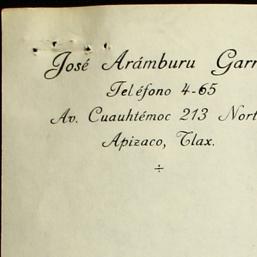 José Arámburu Garr
Teléfono 4-65
Av. Cuauhtémoc 213 Nort
Apizaco, Tlax.